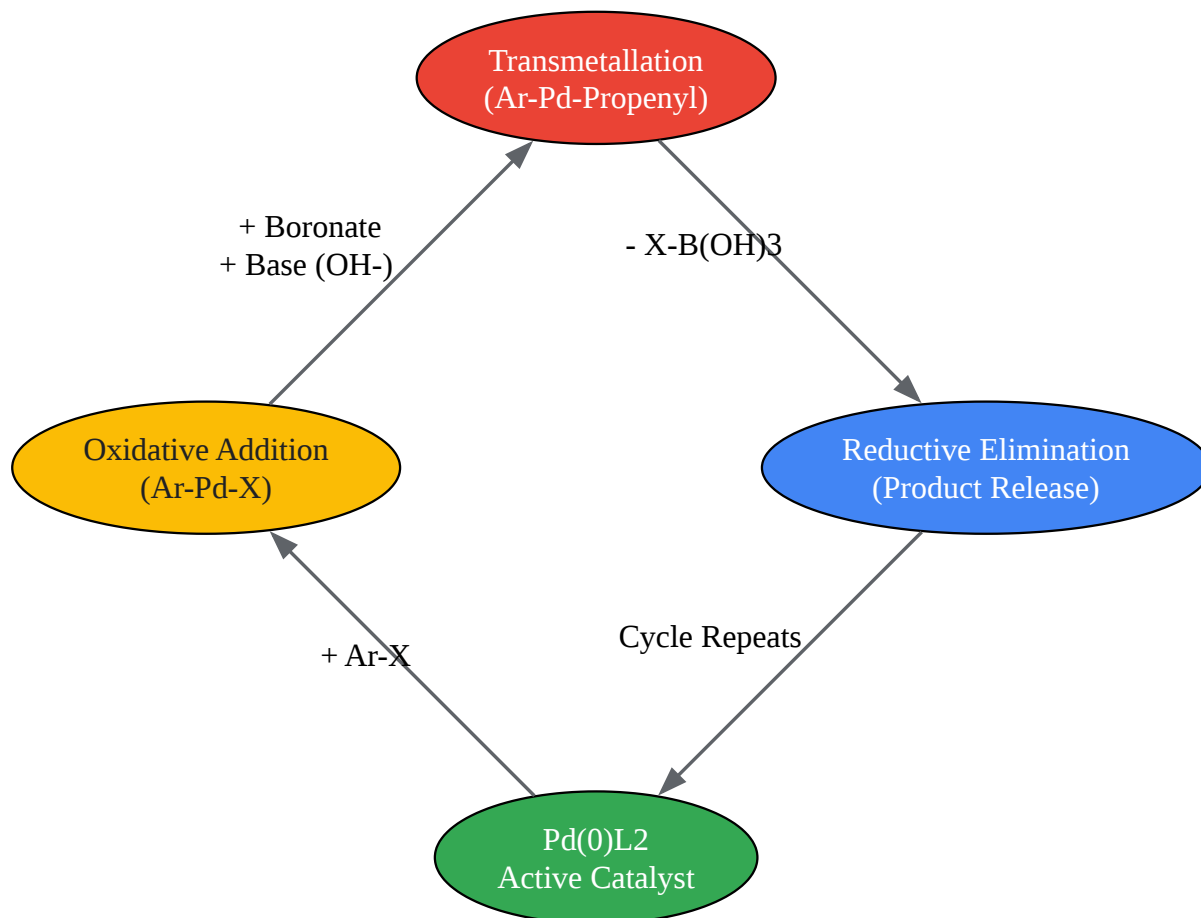 Transmetallation
(Ar-Pd-Propenyl)
+ Boronate
+ Base (OH-)
- X-B(OH)3
Oxidative Addition
(Ar-Pd-X)
Reductive Elimination
(Product Release)
+ Ar-X
Cycle Repeats
Pd(0)L2
Active Catalyst